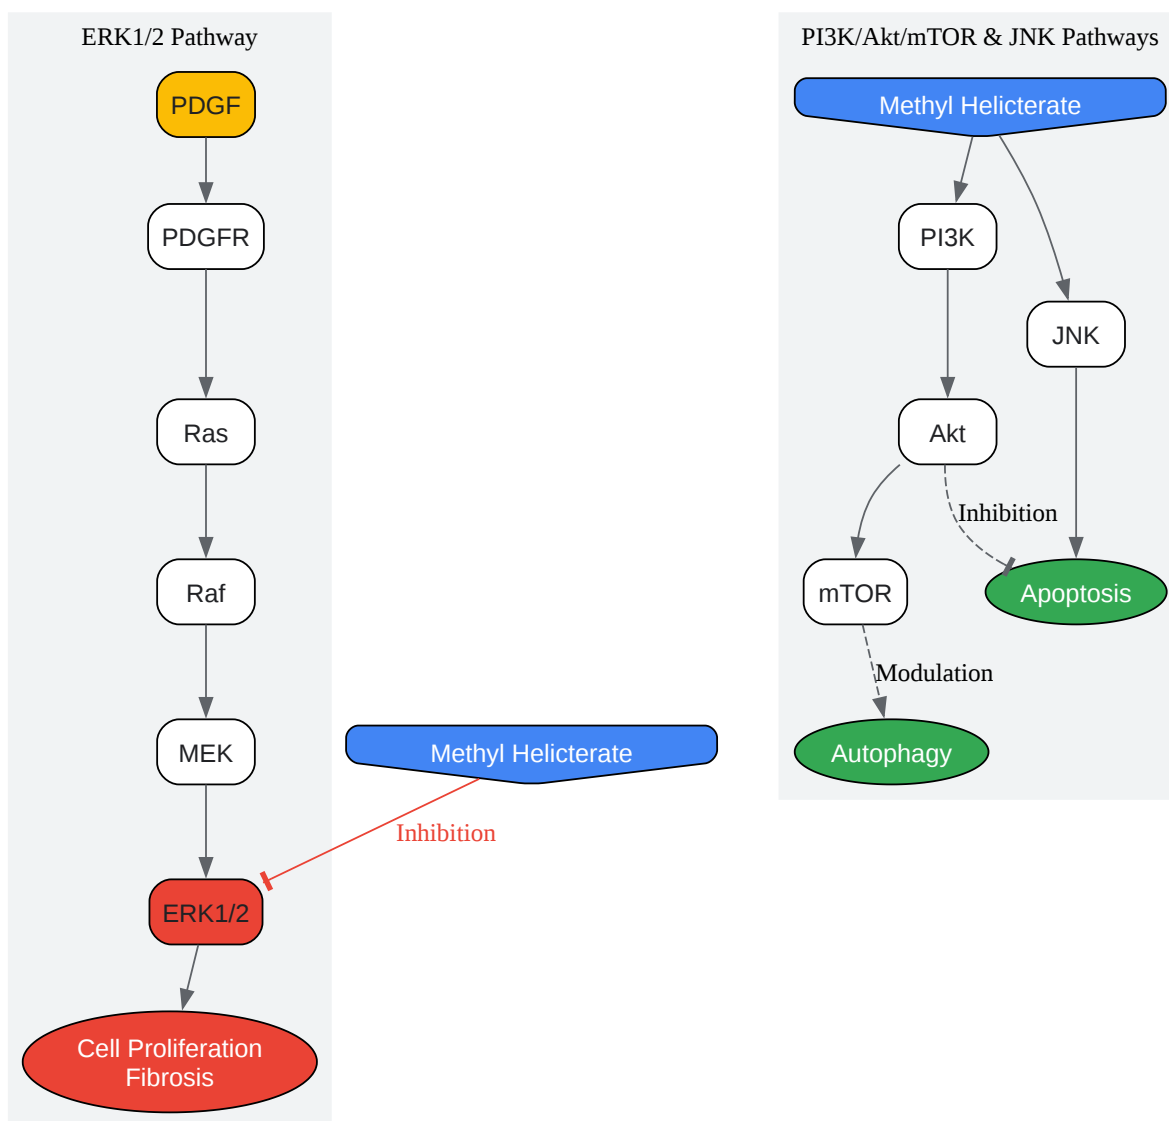 ERK1/2 Pathway
PDGF
PDGFR
Ras
Raf
MEK
Methyl Helicterate
Inhibition
ERK1/2
Cell Proliferation
Fibrosis
PI3K/Akt/mTOR & JNK Pathways
Methyl Helicterate
PI3K
JNK
Akt
Inhibition
mTOR
Apoptosis
Modulation
Autophagy